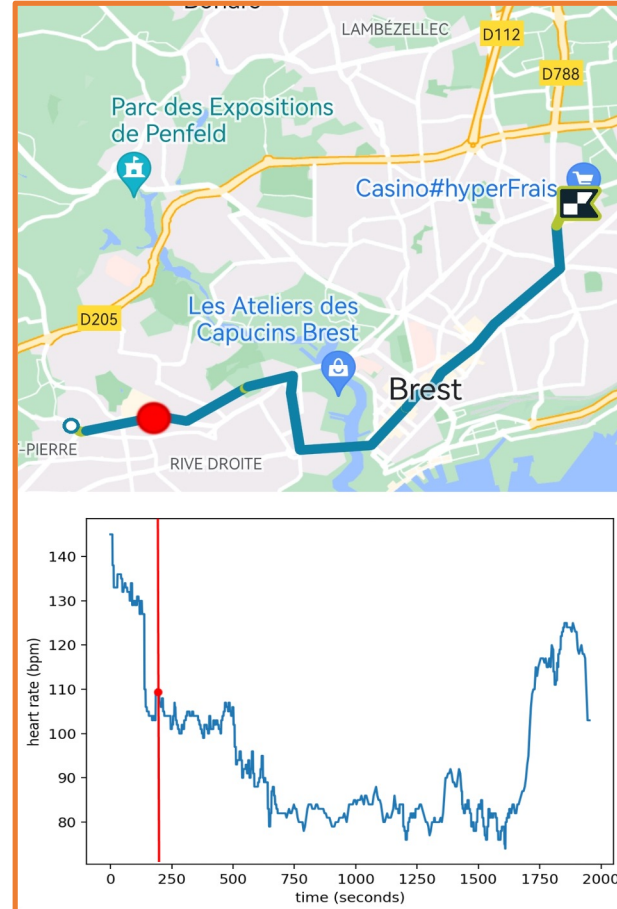 LAMBÉZELLEC
D112
D788
Parc des Expositions
de Penfeld
Casino#hyperFrais
D205
Les Ateliers des
Capucins Brest
Brest
-PIERRE
RIVE DROITE
140
130
120
110
100
90
80
heart rate (bpm)
0
250
500
750
1000
1250
1500
1750
2000
time (seconds)